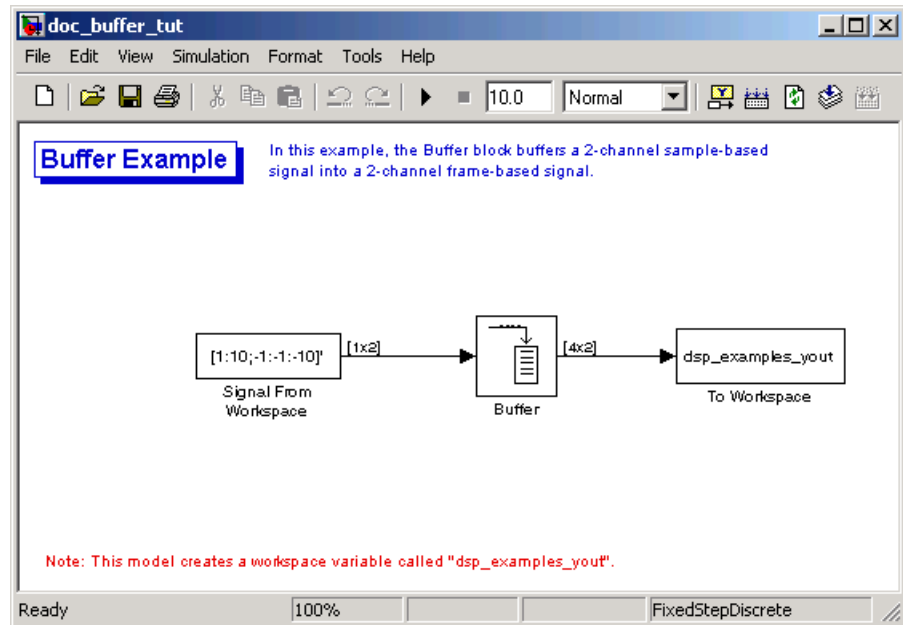 doc_buffer_tut
File Edit View Simulation Format Tools Help
10.0 Normal
Buffer Example
In this example, the Buffer block buffers a 2-channel sample-based
signal into a 2-channel frame-based signal.
[1:10;-1:-1:-10]'
[1x2]
[4x2]
dsp_examples_yout
Signal From
Workspace
Buffer
To Workspace
Note: This model creates a workspace variable called "dsp_examples_yout".
Ready 100% FixedStepDiscrete